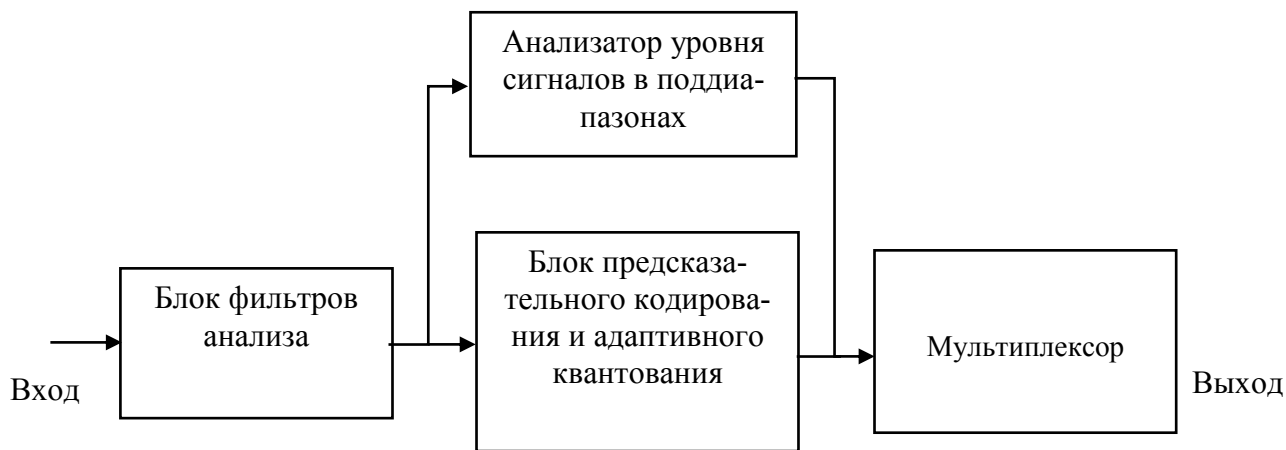 Анализатор уровня
сигналов в поддиа-
пазонах
Блок предсказа-
тельного кодирова-
ния и адаптивного
квантования
Блок фильтров
анализа
Мультиплексор
Вход
Выход